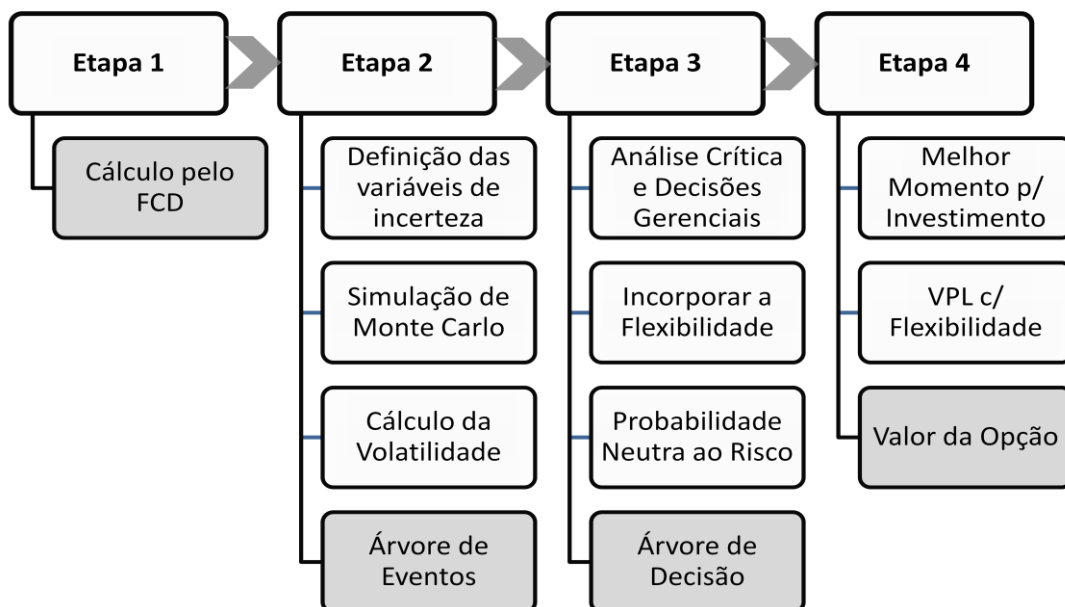 Etapa 1
Cálculo pelo
FCD
Etapa 2
Definição das
variáveis de
incerteza
Simulação de
Monte Carlo
Cálculo da
Volatilidade
Árvore de
Eventos
Etapa 3
Análise Crítica
e Decisões
Gerenciais
Incorporar a
Flexibilidade
Probabilidade
Neutra ao Risco
Árvore de
Decisão
Etapa 4
Melhor
Momento p/
Investimento
VPL c/
Flexibilidade
Valor da Opção